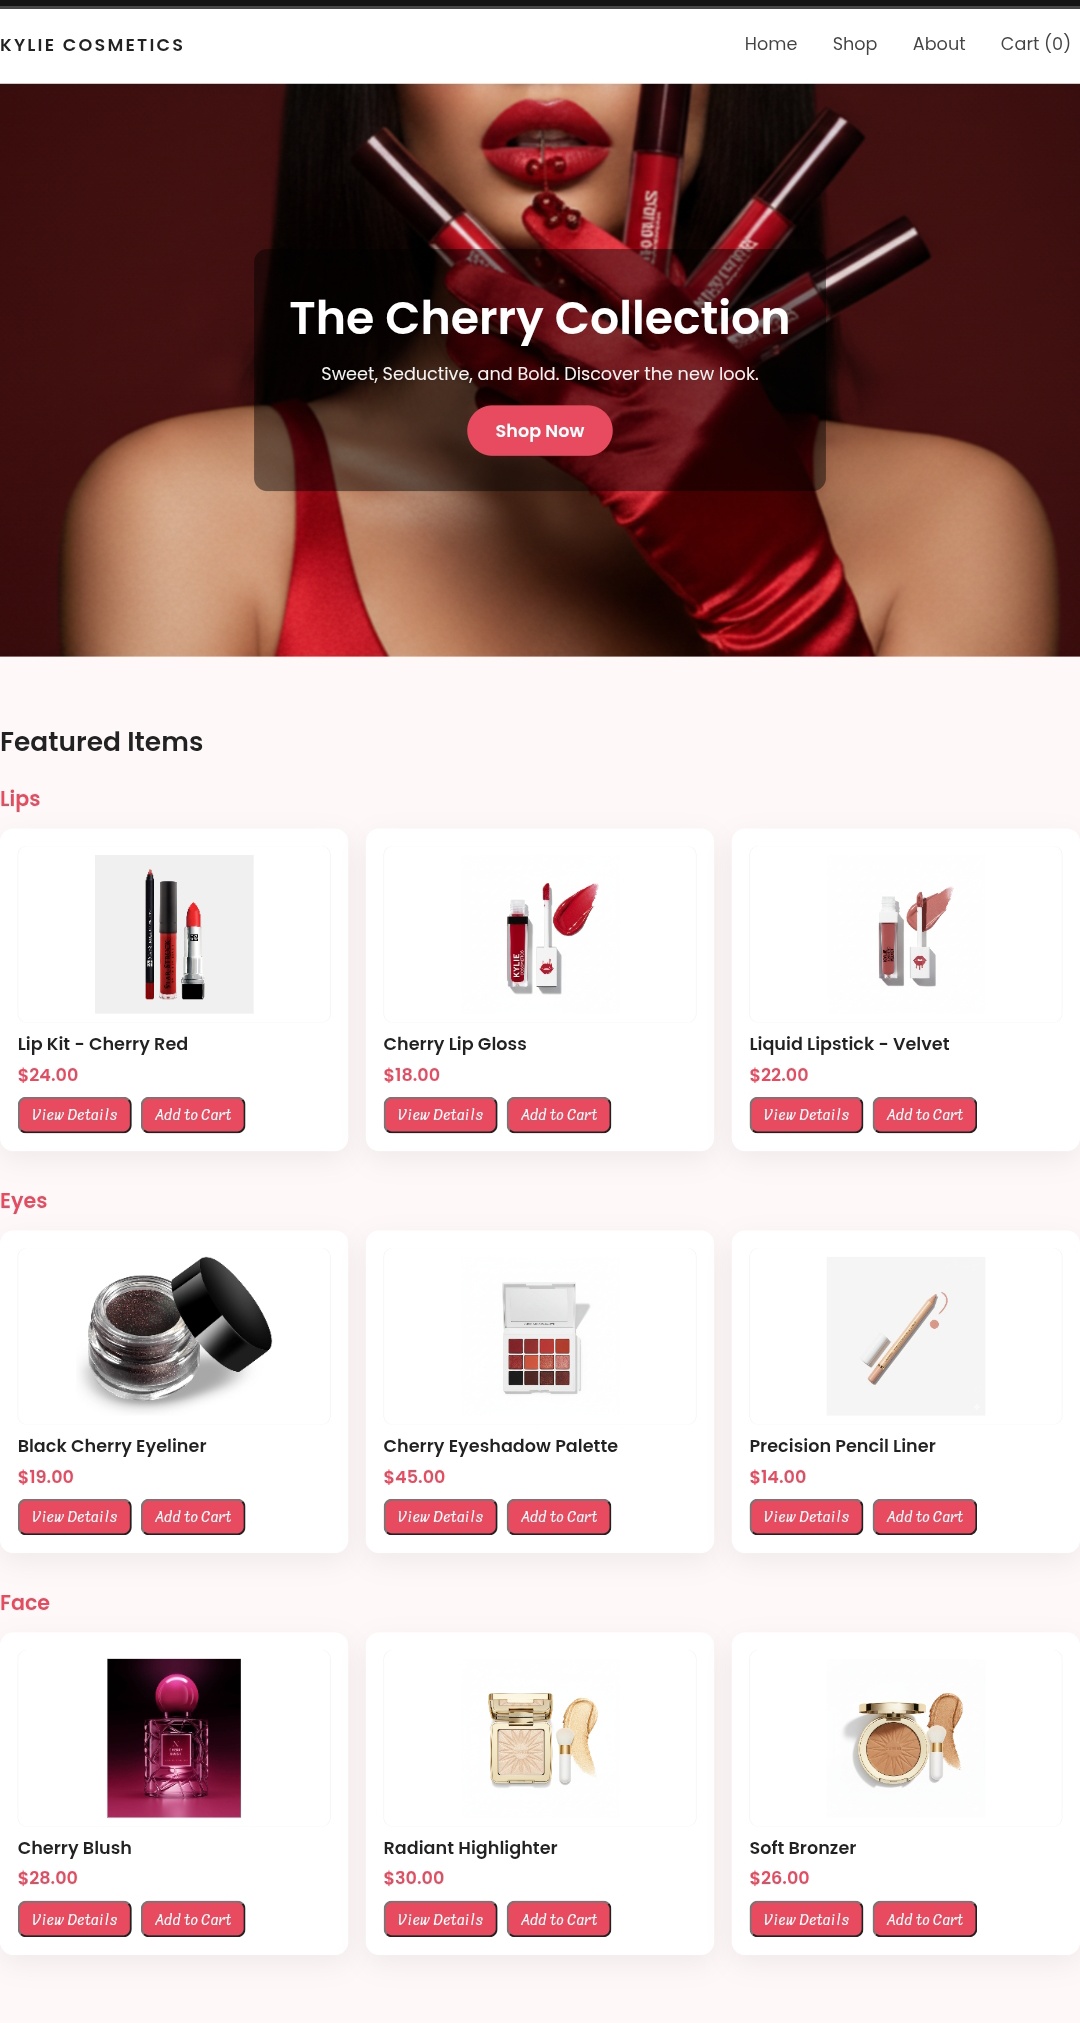 KYLIE COSMETICS
Home Shop About Cart (0)
The Cherry Collection
Sweet, Seductive, and Bold. Discover the new look.
Shop Now
Featured Items
Lips
KYLIE
Lip Kit - Cherry Red
$24.00
View Details Add to Cart
Cherry Lip Gloss
$18.00
View Details Add to Cart
Liquid Lipstick - Velvet
$22.00
View Details Add to Cart
Eyes
Black Cherry Eyeliner
$19.00
View Details Add to Cart
Cherry Eyeshadow Palette
$45.00
View Details Add to Cart
Precision Pencil Liner
$14.00
View Details Add to Cart
Face
Cherry Blush
$28.00
View Details Add to Cart
Radiant Highlighter
$30.00
View Details Add to Cart
Soft Bronzer
$26.00
View Details Add to Cart